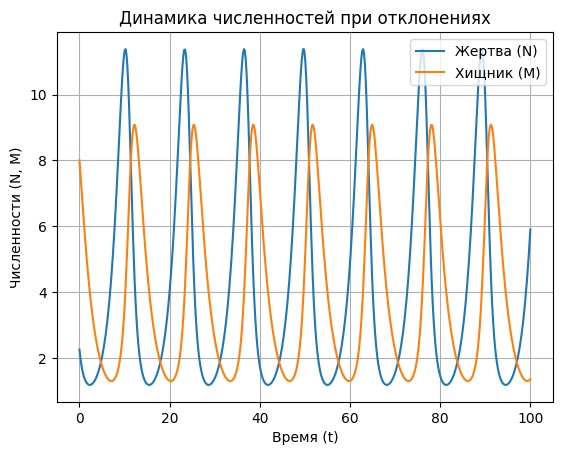 Динамика численностей при отклонениях
Жертва (N)
Хищник (M)
Численности (N, M)
10
8
6
4
2
0
20
40
60
80
100
Время (t)